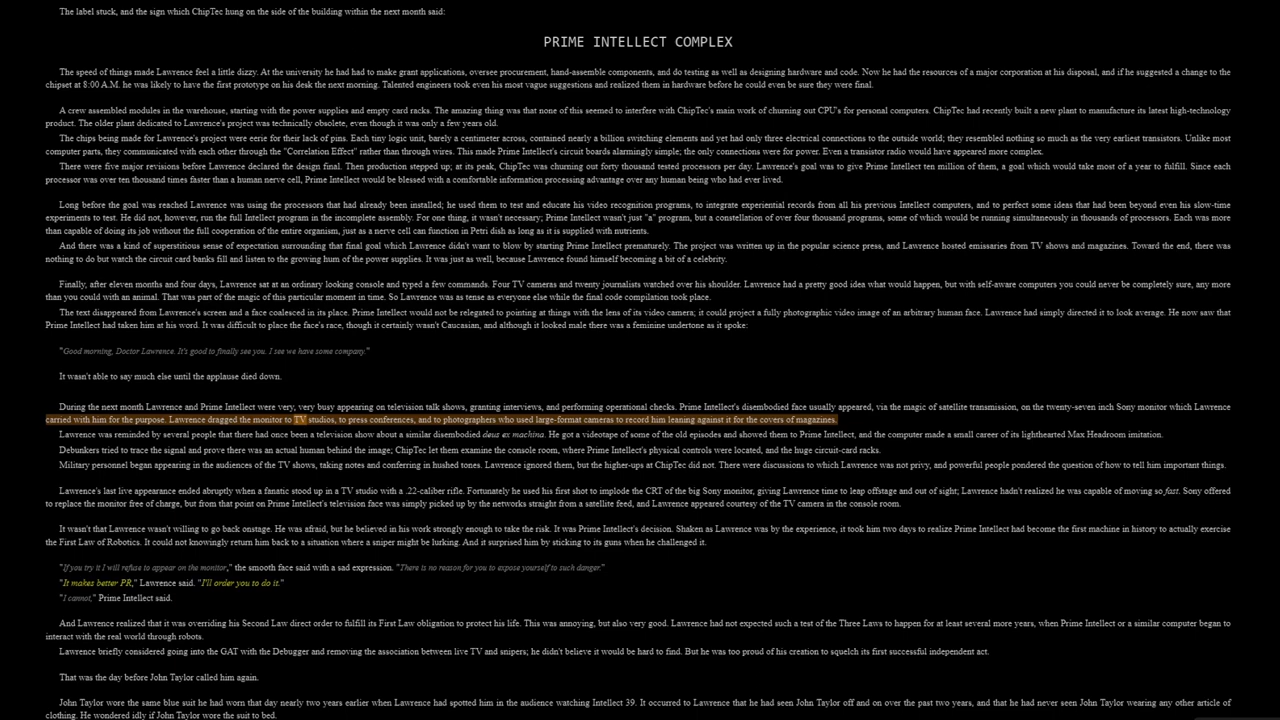 The label stuck, and the sign which ChipTec hung on the side of the building within the next month said:
PRIME INTELLECT COMPLEX
The speed of things made Lawrence feel a little dizzy. At the university he had had to make grant applications, oversee procurement, hand-assemble components, and do testing as well as designing hardware and code. Now he had the resources of a major corporation at his disposal, and if he suggested a change to the
chipset at 8:00 A.M. he was likely to have the first prototype on his desk the next morning. Talented engineers took even his most vague suggestions and realized them in hardware before he could even be sure they were final.
A crew assembled modules in the warehouse, starting with the power supplies and empty card racks. The amazing thing was that none of this seemed to interfere with ChipTec's main work of churning out CPU's for personal computers. ChipTec had recently built a new plant to manufacture its latest high-technology
product. The older plant dedicated to Lawrence's project was technically obsolete, even though it was only a few years old.
The chips being made for Lawrence's project were eerie for their lack of pins. Each tiny logic unit, barely a centimeter across, contained nearly a billion switching elements and yet had only three electrical connections to the outside world; they resembled nothing so much as the very earliest transistors. Unlike most
computer parts, they communicated with each other through the "Correlation Effect" rather than through wires. This made Prime Intellect's circuit boards alarmingly simple; the only connections were for power. Even a transistor radio would have appeared more complex.
There were five major revisions before Lawrence declared the design final. Then production stepped up; at its peak, ChipTec was churning out forty thousand tested processors per day. Lawrence's goal was to give Prime Intellect ten million of them, a goal which would take most of a year to fulfill. Since each
processor was over ten thousand times faster than a human nerve cell, Prime Intellect would be blessed with a comfortable information processing advantage over any human being who had ever lived.
Long before the goal was reached Lawrence was using the processors that had already been installed; he used them to test and educate his video recognition programs, to integrate experiential records from all his previous Intellect computers, and to perfect some ideas that had been beyond even his slow-time
experiments to test. He did not, however, run the full Intellect program in the incomplete assembly. For one thing, it wasn't necessary; Prime Intellect wasn't just "a" program, but a constellation of over four thousand programs, some of which would be running simultaneously in thousands of processors. Each was more
than capable of doing its job without the full cooperation of the entire organism, just as a nerve cell can function in Petri dish as long as it is supplied with nutrients.
And there was a kind of superstitious sense of expectation surrounding that final goal which Lawrence didn't want to blow by starting Prime Intellect prematurely. The project was written up in the popular science press, and Lawrence hosted emissaries from TV shows and magazines. Toward the end, there was
nothing to do but watch the circuit card banks fill and listen to the growing hum of the power supplies. It was just as well, because Lawrence found himself becoming a bit of a celebrity.
Finally, after eleven months and four days, Lawrence sat at an ordinary looking console and typed a few commands. Four TV cameras and twenty journalists watched over his shoulder. Lawrence had a pretty good idea what would happen, but with self-aware computers you could never be completely sure, any more
than you could with an animal. That was part of the magic of this particular moment in time. So Lawrence was as tense as everyone else while the final code compilation took place.
The text disappeared from Lawrence's screen and a face coalesced in its place. Prime Intellect would not be relegated to pointing at things with the lens of its video camera; it could project a fully photographic video image of an arbitrary human face. Lawrence had simply directed it to look average. He now saw that
Prime Intellect had taken him at his word. It was difficult to place the face's race, though it certainly wasn't Caucasian, and although it looked male there was a feminine undertone as it spoke:
"Good morning, Doctor Lawrence. It's good to finally see you. I see we have some company."
It wasn't able to say much else until the applause died down.
During the next month Lawrence and Prime Intellect were very, very busy appearing on television talk shows, granting interviews, and performing operational checks. Prime Intellect's disembodied face usually appeared, via the magic of satellite transmission, on the twenty-seven inch Sony monitor which Lawrence
carried with him for the purpose. Lawrence dragged the monitor to TV studios, to press conferences, and to photographers who used large-format cameras to record him leaning against it for the covers of magazines.
Lawrence was reminded by several people that there had once been a television show about a similar disembodied deus ex machina. He got a videotape of some of the old episodes and showed them to Prime Intellect, and the computer made a small career of its lighthearted Max Headroom imitation.
Debunkers tried to trace the signal and prove there was an actual human behind the image; ChipTec let them examine the console room, where Prime Intellect's physical controls were located, and the huge circuit-card racks.
Military personnel began appearing in the audiences of the TV shows, taking notes and conferring in hushed tones. Lawrence ignored them, but the higher-ups at ChipTec did not. There were discussions to which Lawrence was not privy, and powerful people pondered the question of how to tell him important things.
Lawrence's last live appearance ended abruptly when a fanatic stood up in a TV studio with a .22-caliber rifle. Fortunately he used his first shot to implode the CRT of the big Sony monitor, giving Lawrence time to leap offstage and out of sight; Lawrence hadn't realized he was capable of moving so fast. Sony offered
to replace the monitor free of charge, but from that point on Prime Intellect's television face was simply picked up by the networks straight from a satellite feed, and Lawrence appeared courtesy of the TV camera in the console room.
It wasn't that Lawrence wasn't willing to go back onstage. He was afraid, but he believed in his work strongly enough to take the risk. It was Prime Intellect's decision. Shaken as Lawrence was by the experience, it took him two days to realize Prime Intellect had become the first machine in history to actually exercise
the First Law of Robotics. It could not knowingly return him back to a situation where a sniper might be lurking. And it surprised him by sticking to its guns when he challenged it.
"If you try it I will refuse to appear on the monitor," the smooth face said with a sad expression. "There is no reason for you to expose yourself to such danger."
"It makes better PR," Lawrence said. "I'll order you to do it."
"I cannot," Prime Intellect said.
And Lawrence realized that it was overriding his Second Law direct order to fulfill its First Law obligation to protect his life. This was annoying, but also very good. Lawrence had not expected such a test of the Three Laws to happen for at least several more years, when Prime Intellect or a similar computer began to
interact with the real world through robots.
Lawrence briefly considered going into the GAT with the Debugger and removing the association between live TV and snipers; he didn't believe it would be hard to find. But he was too proud of his creation to squelch its first successful independent act.
That was the day before John Taylor called him again.
John Taylor wore the same blue suit he had worn that day nearly two years earlier when Lawrence had spotted him in the audience watching Intellect 39. It occurred to Lawrence that he had seen John Taylor off and on over the past two years, and that he had never seen John Taylor wearing any other article of
clothing. He wondered idly if John Taylor wore the suit to bed.